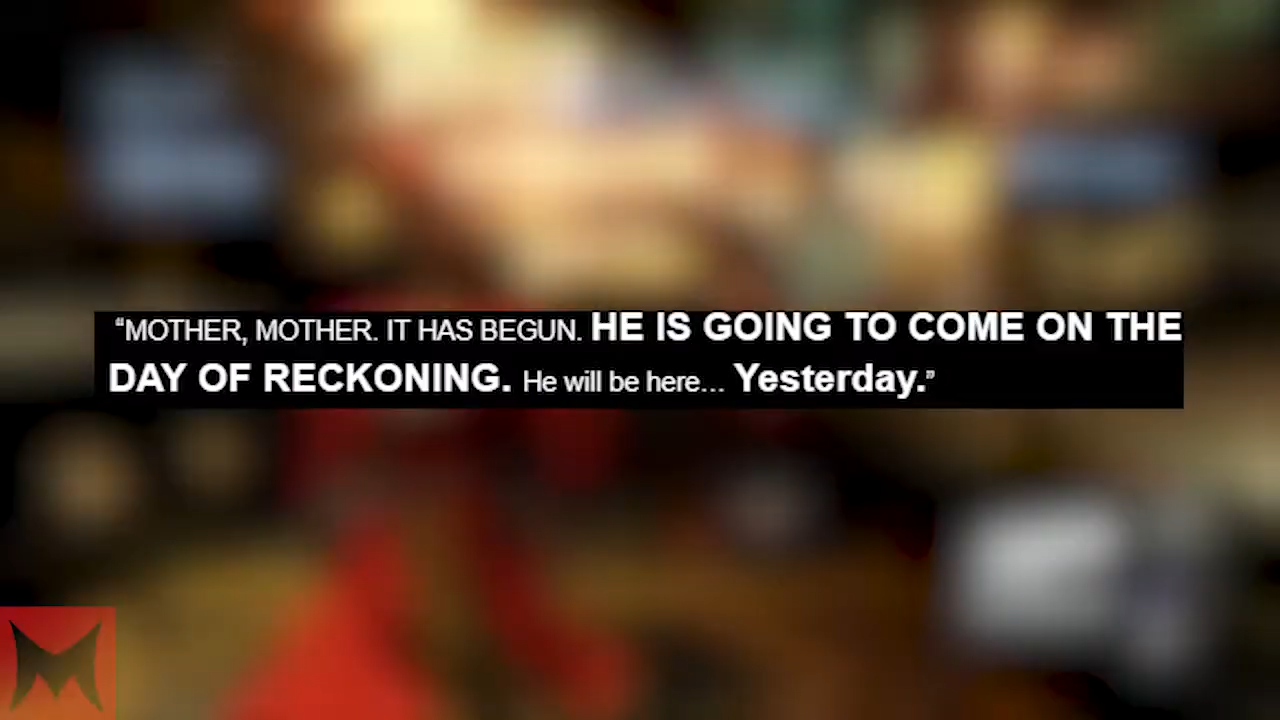 “MOTHER, MOTHER. IT HAS BEGUN. HE IS GOING TO COME ON THE
DAY OF RECKONING. He will be here... Yesterday.”